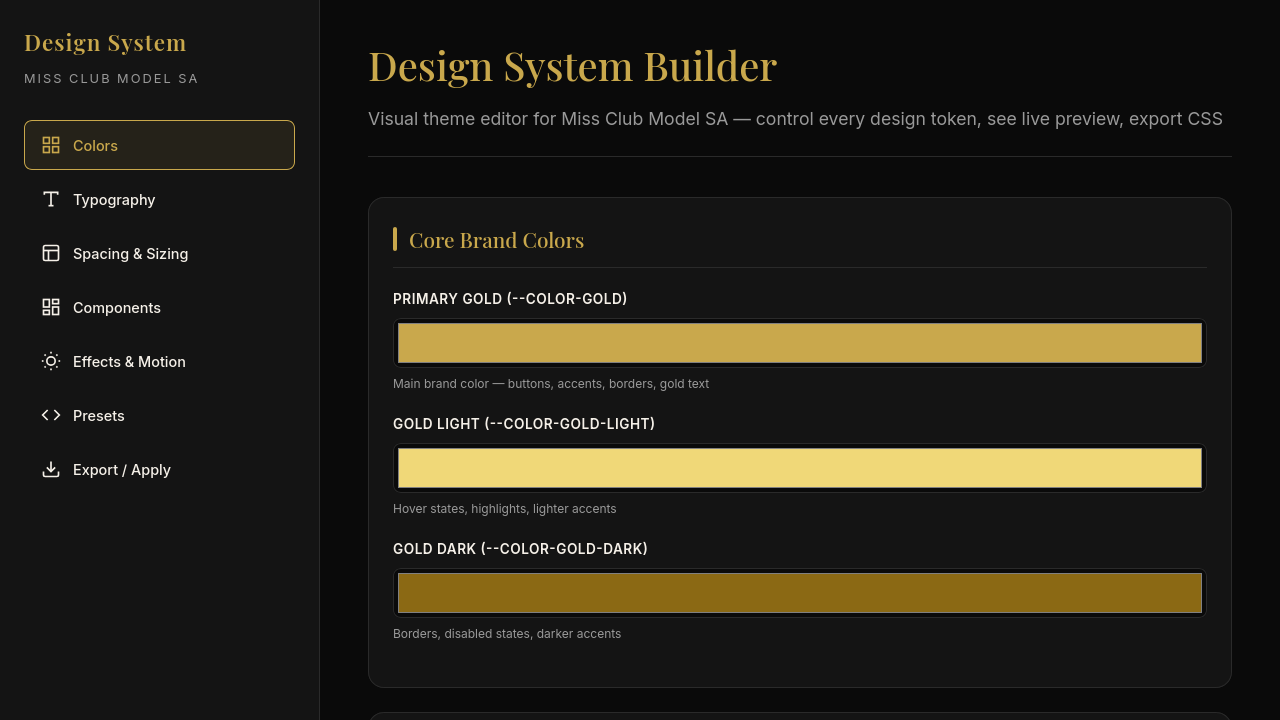 Design System
MISS CLUB MODEL SA
Colors
Typography
Spacing & Sizing
Components
Effects & Motion
Presets
Export / Apply
Design System Builder
Visual theme editor for Miss Club Model SA — control every design token, see live preview, export CSS
Core Brand Colors
PRIMARY GOLD (--COLOR-GOLD)
Main brand color — buttons, accents, borders, gold text
GOLD LIGHT (--COLOR-GOLD-LIGHT)
Hover states, highlights, lighter accents
GOLD DARK (--COLOR-GOLD-DARK)
Borders, disabled states, darker accents